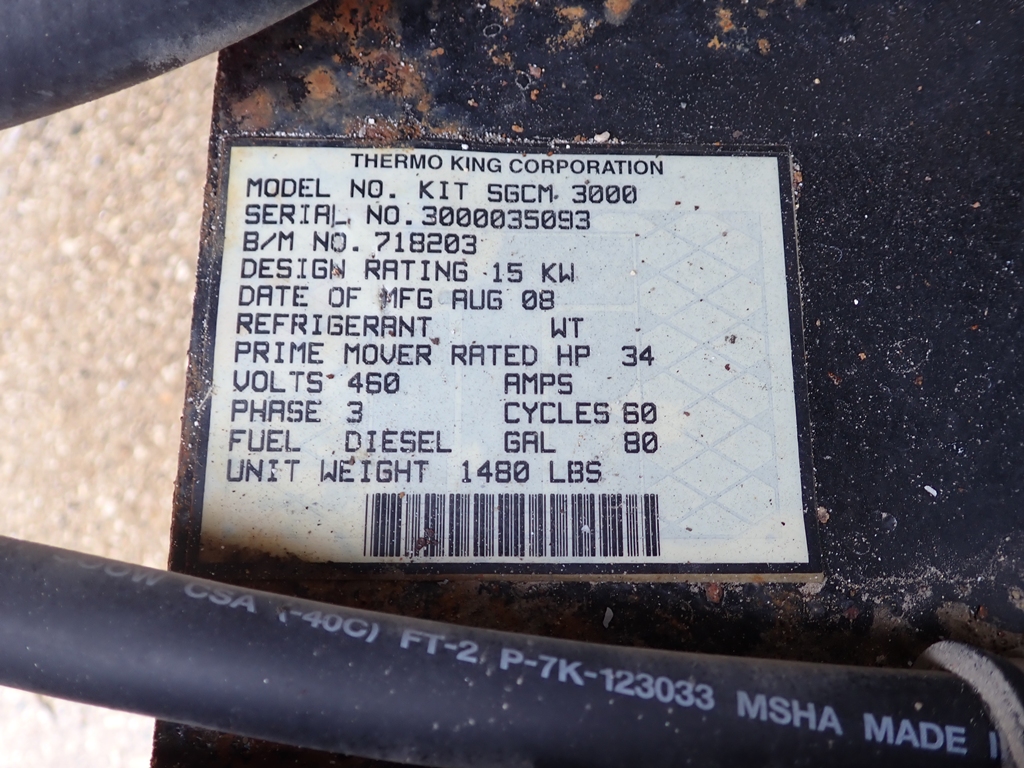 THERMO KING CORPORATION
MODEL NO. KIT SGCM 3000
SERIAL NO. 3000035093
B/M NO. 718203
DESIGN RATING 15 KW
DATE OF MFG AUG 08
REFRIGERANT WT
PRIME MOVER RATED HP 34
VOLTS 460 AMPS
PHASE 3 CYCLES 60
FUEL DIESEL GAL 80
UNIT WEIGHT 1480 LBS
CSA (-40C) FT-2 P-7K-123033 MSHA MADE